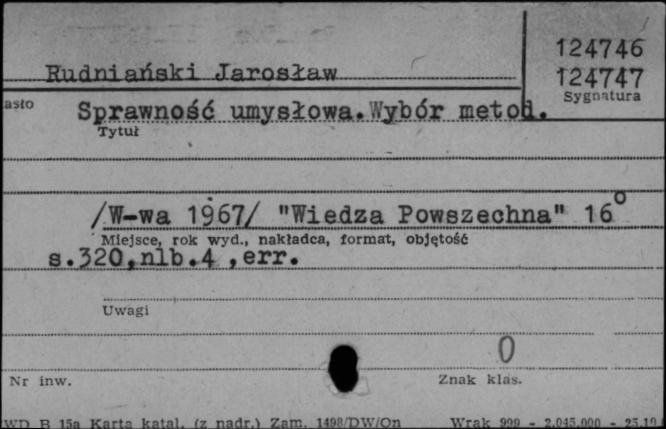 124746
Rudniański Jarosław
124747
Sygnatura
asło
Sprawność umysłowa.Wybór metod.
Tytuł
/W-wa 1967/ "Wiedza Powszechna" 16°
Miejsce, rok wyd., nakładca, format, objętość
s.320,nlb.4 ,err.
Uwagi
0
Nr inw.
Znak klas.
WD B 15a Karta katal. (z nadr.) Zam. 1498/DW/On Wrak 909 - 2.045.000 - 25.10